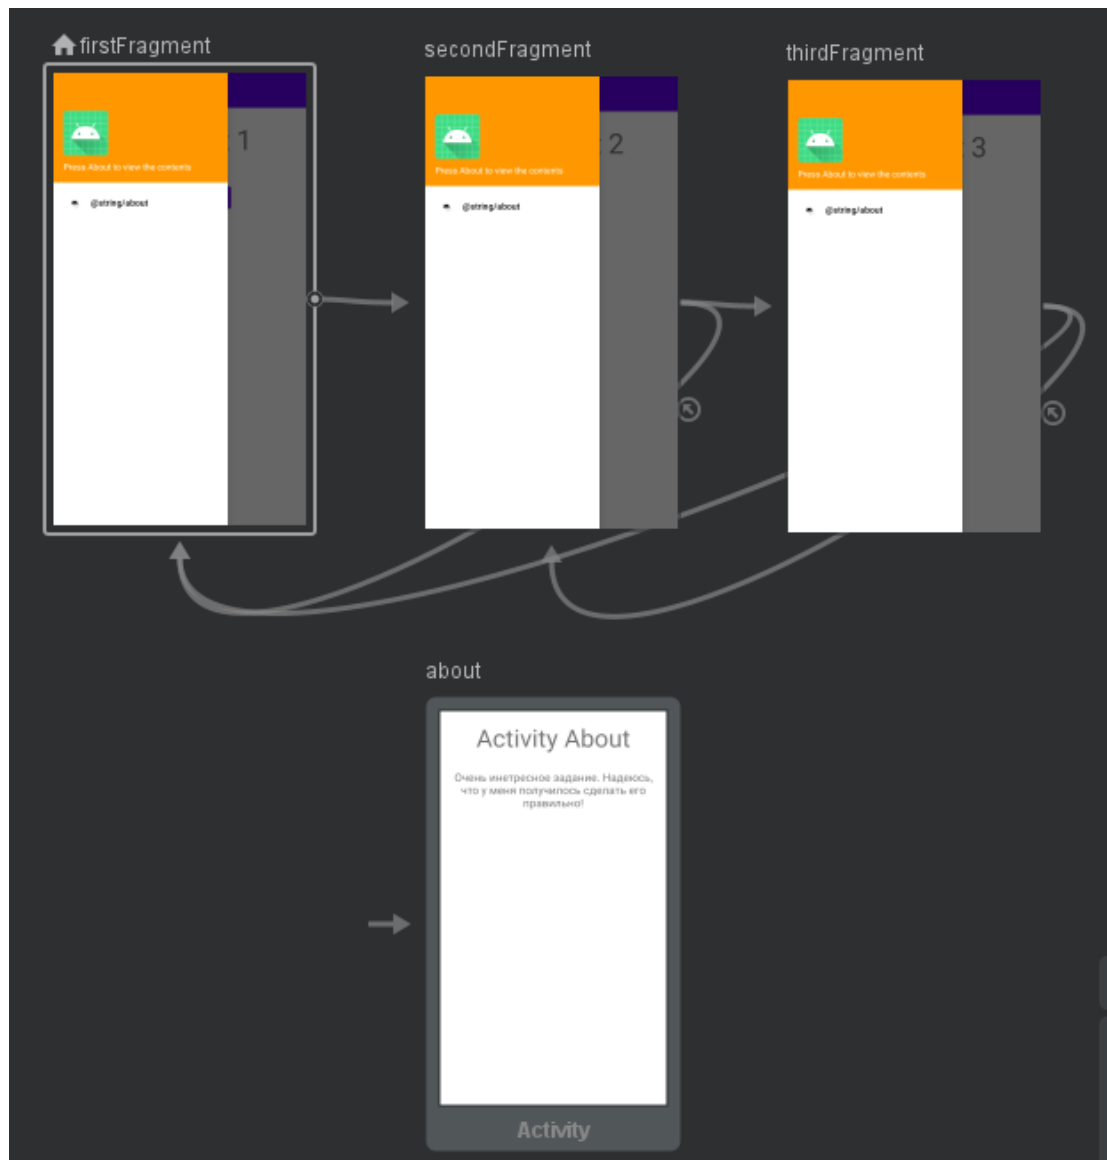 firstFragment
secondFragment
thirdFragment
1
2
3
Press About to view the contents
Press About to view the contents
Press About to view the contents
@string/about
@string/about
@string/about
about
Activity About
Очень инетресное задание. Надеюсь,
что у меня получилось сделать его
правильно!
Activity